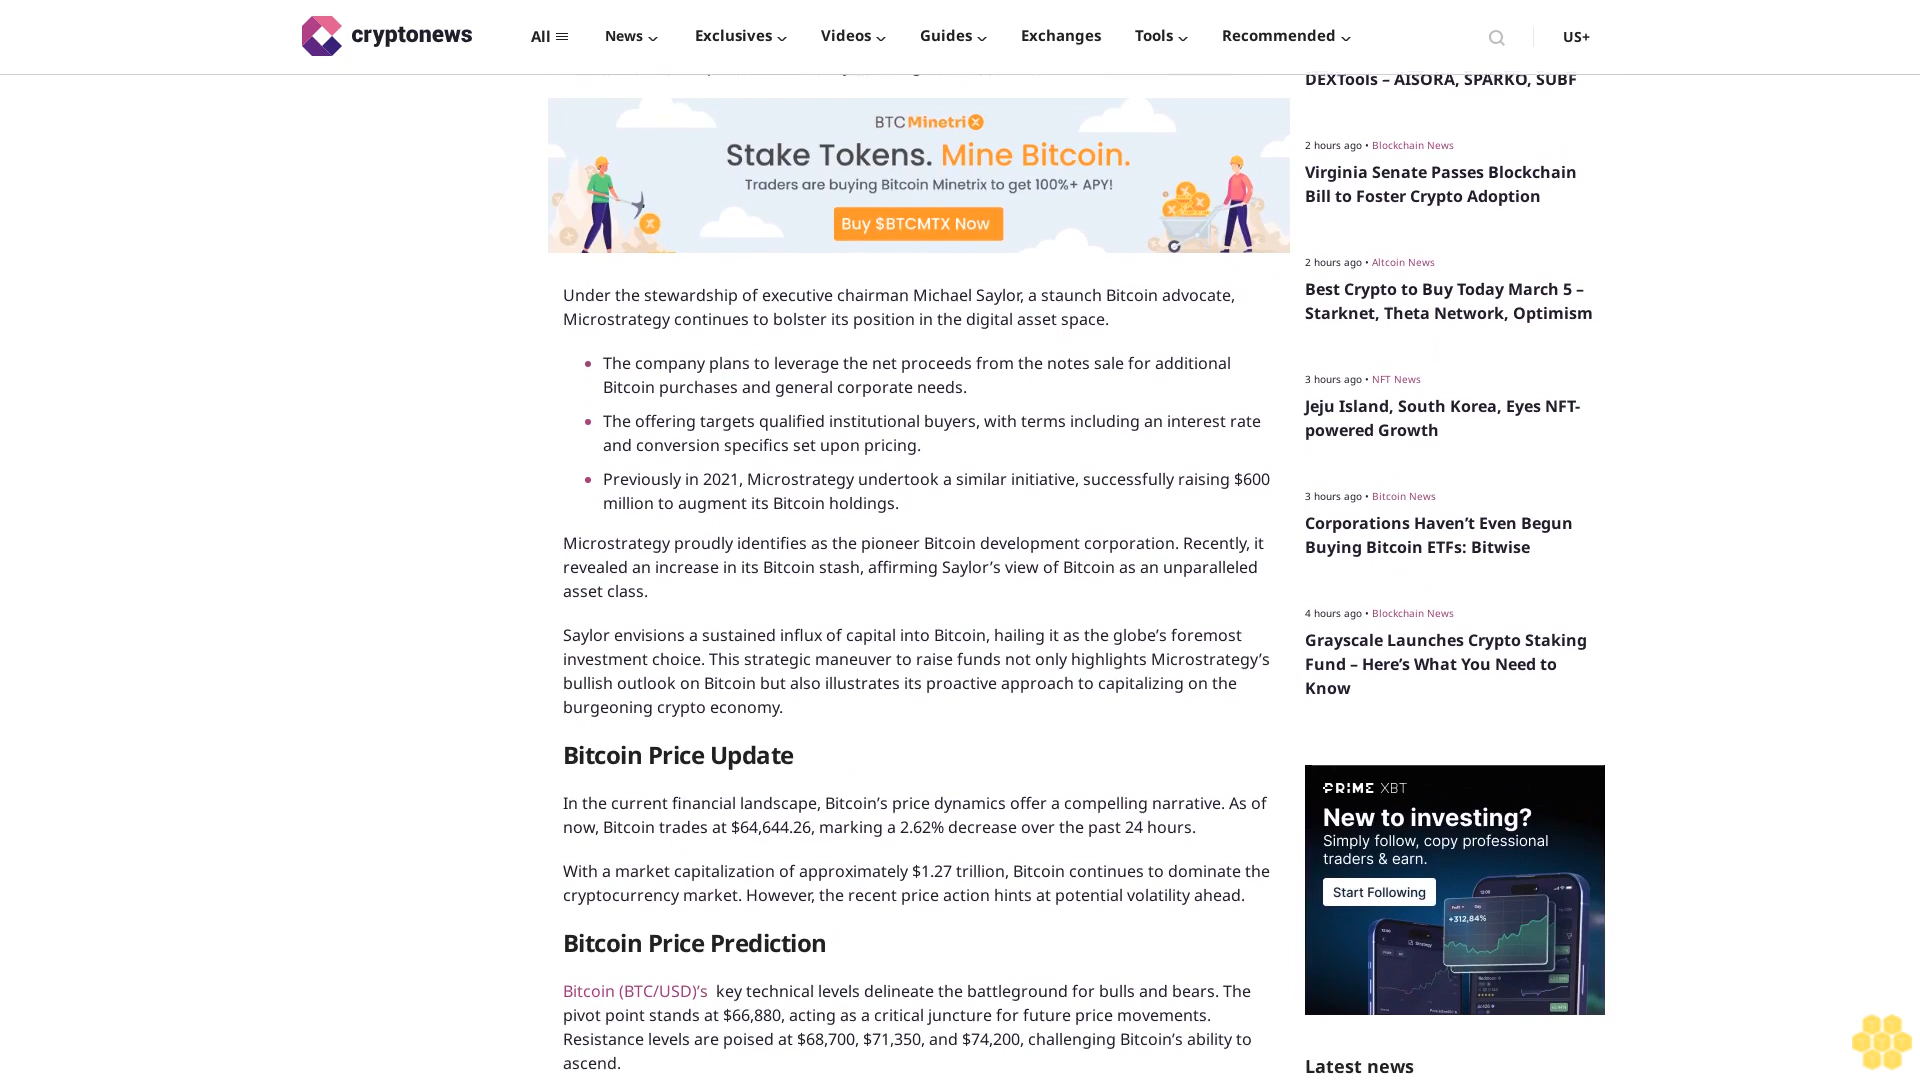 cryptonews
All
News
Exclusives
Videos
Guides
Exchanges
Tools
Recommended
US+
BTC Minetrix
Stake Tokens. Mine Bitcoin.
Traders are buying Bitcoin Minetrix to get 100%+ APY!
Buy $BTCMTX Now
Under the stewardship of executive chairman Michael Saylor, a staunch Bitcoin advocate,
Microstrategy continues to bolster its position in the digital asset space.
The company plans to leverage the net proceeds from the notes sale for additional
Bitcoin purchases and general corporate needs.
The offering targets qualified institutional buyers, with terms including an interest rate
and conversion specifics set upon pricing.
Previously in 2021, Microstrategy undertook a similar initiative, successfully raising $600
million to augment its Bitcoin holdings.
Microstrategy proudly identifies as the pioneer Bitcoin development corporation. Recently, it
revealed an increase in its Bitcoin stash, affirming Saylor’s view of Bitcoin as an unparalleled
asset class.
Saylor envisions a sustained influx of capital into Bitcoin, hailing it as the globe’s foremost
investment choice. This strategic maneuver to raise funds not only highlights Microstrategy’s
bullish outlook on Bitcoin but also illustrates its proactive approach to capitalizing on the
burgeoning crypto economy.
Bitcoin Price Update
In the current financial landscape, Bitcoin’s price dynamics offer a compelling narrative. As of
now, Bitcoin trades at $64,644.26, marking a 2.62% decrease over the past 24 hours.
With a market capitalization of approximately $1.27 trillion, Bitcoin continues to dominate the
cryptocurrency market. However, the recent price action hints at potential volatility ahead.
Bitcoin Price Prediction
Bitcoin (BTC/USD)’s key technical levels delineate the battleground for bulls and bears. The
pivot point stands at $66,880, acting as a critical juncture for future price movements.
Resistance levels are poised at $68,700, $71,350, and $74,200, challenging Bitcoin’s ability to
ascend.
DEXTools – AISORA, SPARKO, SUBF
2 hours ago • Blockchain News
Virginia Senate Passes Blockchain
Bill to Foster Crypto Adoption
2 hours ago • Altcoin News
Best Crypto to Buy Today March 5 –
Starknet, Theta Network, Optimism
3 hours ago • NFT News
Jeju Island, South Korea, Eyes NFT-
powered Growth
3 hours ago • Bitcoin News
Corporations Haven’t Even Begun
Buying Bitcoin ETFs: Bitwise
4 hours ago • Blockchain News
Grayscale Launches Crypto Staking
Fund – Here’s What You Need to
Know
PRIME XBT
New to investing?
Simply follow, copy professional
traders & earn.
Start Following
+312,84%
Latest news